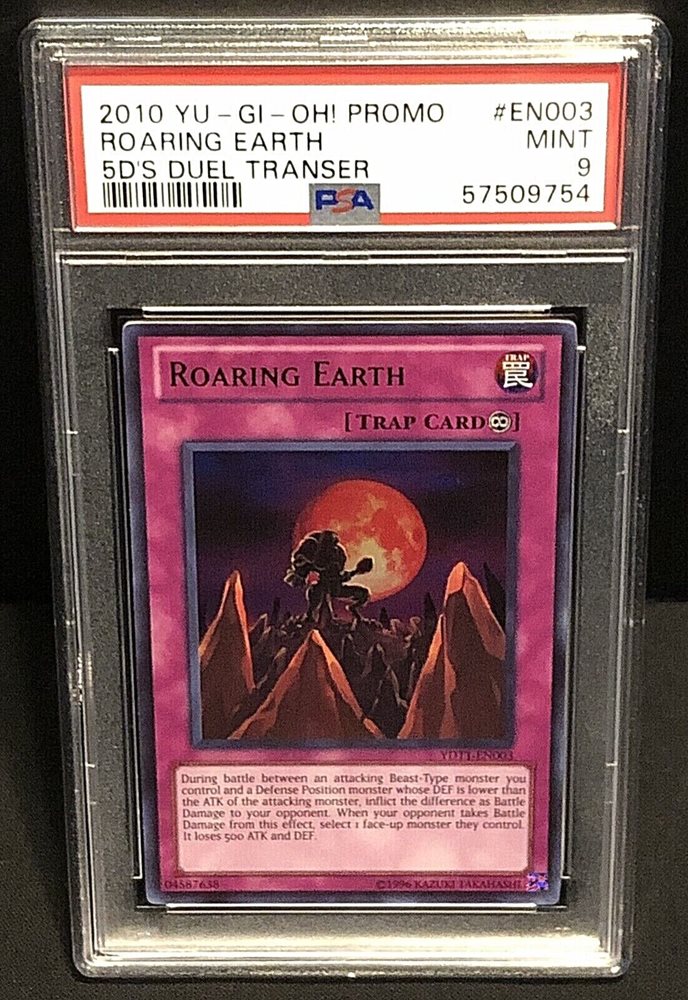 2010 YU-GI-OH! PROMO #EN003
ROARING EARTH MINT
5D'S DUEL TRANSER 9
PSA 57509754
ROARING EARTH
TRAP
罠
[TRAP CARD♾]
YDT1-EN003
During battle between an attacking Beast-Type monster you
control and a Defense Position monster whose DEF is lower than
the ATK of the attacking monster, inflict the difference as Battle
Damage to your opponent. When your opponent takes Battle
Damage from this effect, select 1 face-up monster they control.
It loses 500 ATK and DEF.
04587638 ©1996 KAZUKI TAKAHASHI